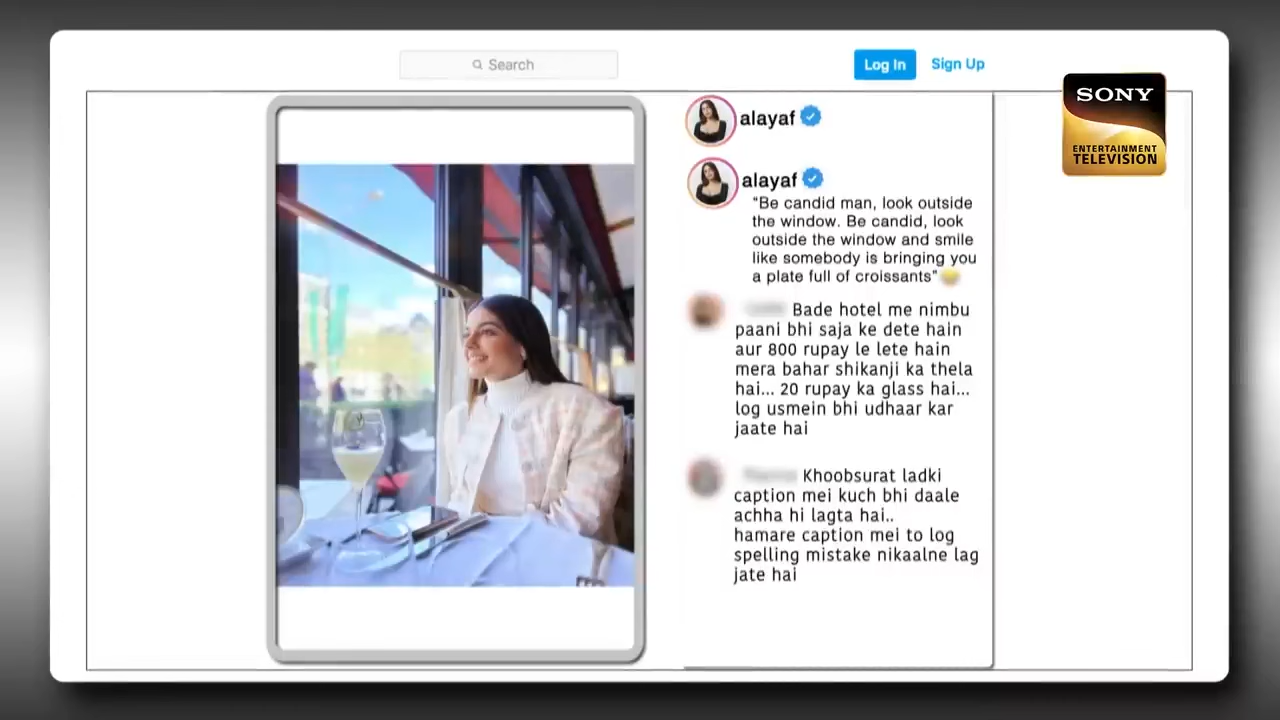 Search
Log In
Sign Up
SONY
ENTERTAINMENT
TELEVISION
alayaf
alayaf
"Be candid man, look outside
the window. Be candid, look
outside the window and smile
like somebody is bringing you
a plate full of croissants"
Bade hotel me nimbu
paani bhi saja ke dete hain
aur 800 rupay le lete hain
mera bahar shikanji ka thela
hai... 20 rupay ka glass hai...
log usmein bhi udhaar kar
jaate hai
Khoobsurat ladki
caption mei kuch bhi daale
achha hi lagta hai..
hamare caption mei to log
spelling mistake nikaalne lag
jate hai